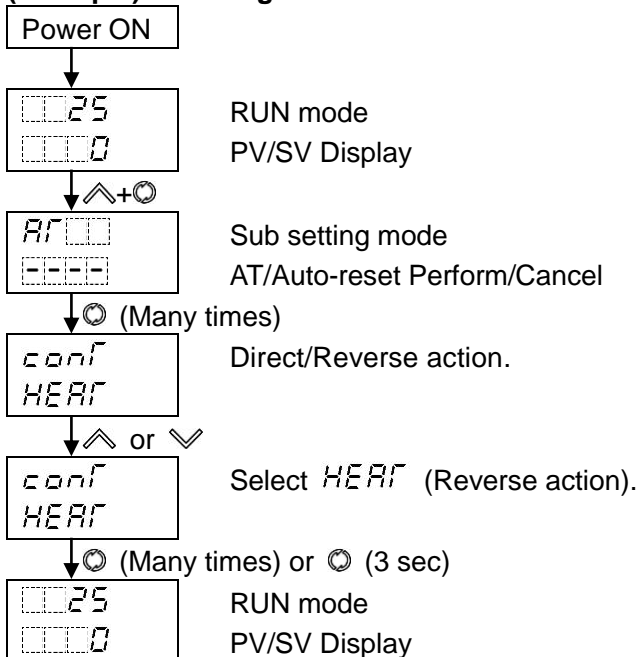 Power ON
25 RUN mode
0 PV/SV Display
+
AT Sub setting mode
---- AT/Auto-reset Perform/Cancel
(Many times)
conT Direct/Reverse action.
HEAT
or
conT Select HEAT (Reverse action).
HEAT
(Many times) or (3 sec)
25 RUN mode
0 PV/SV Display